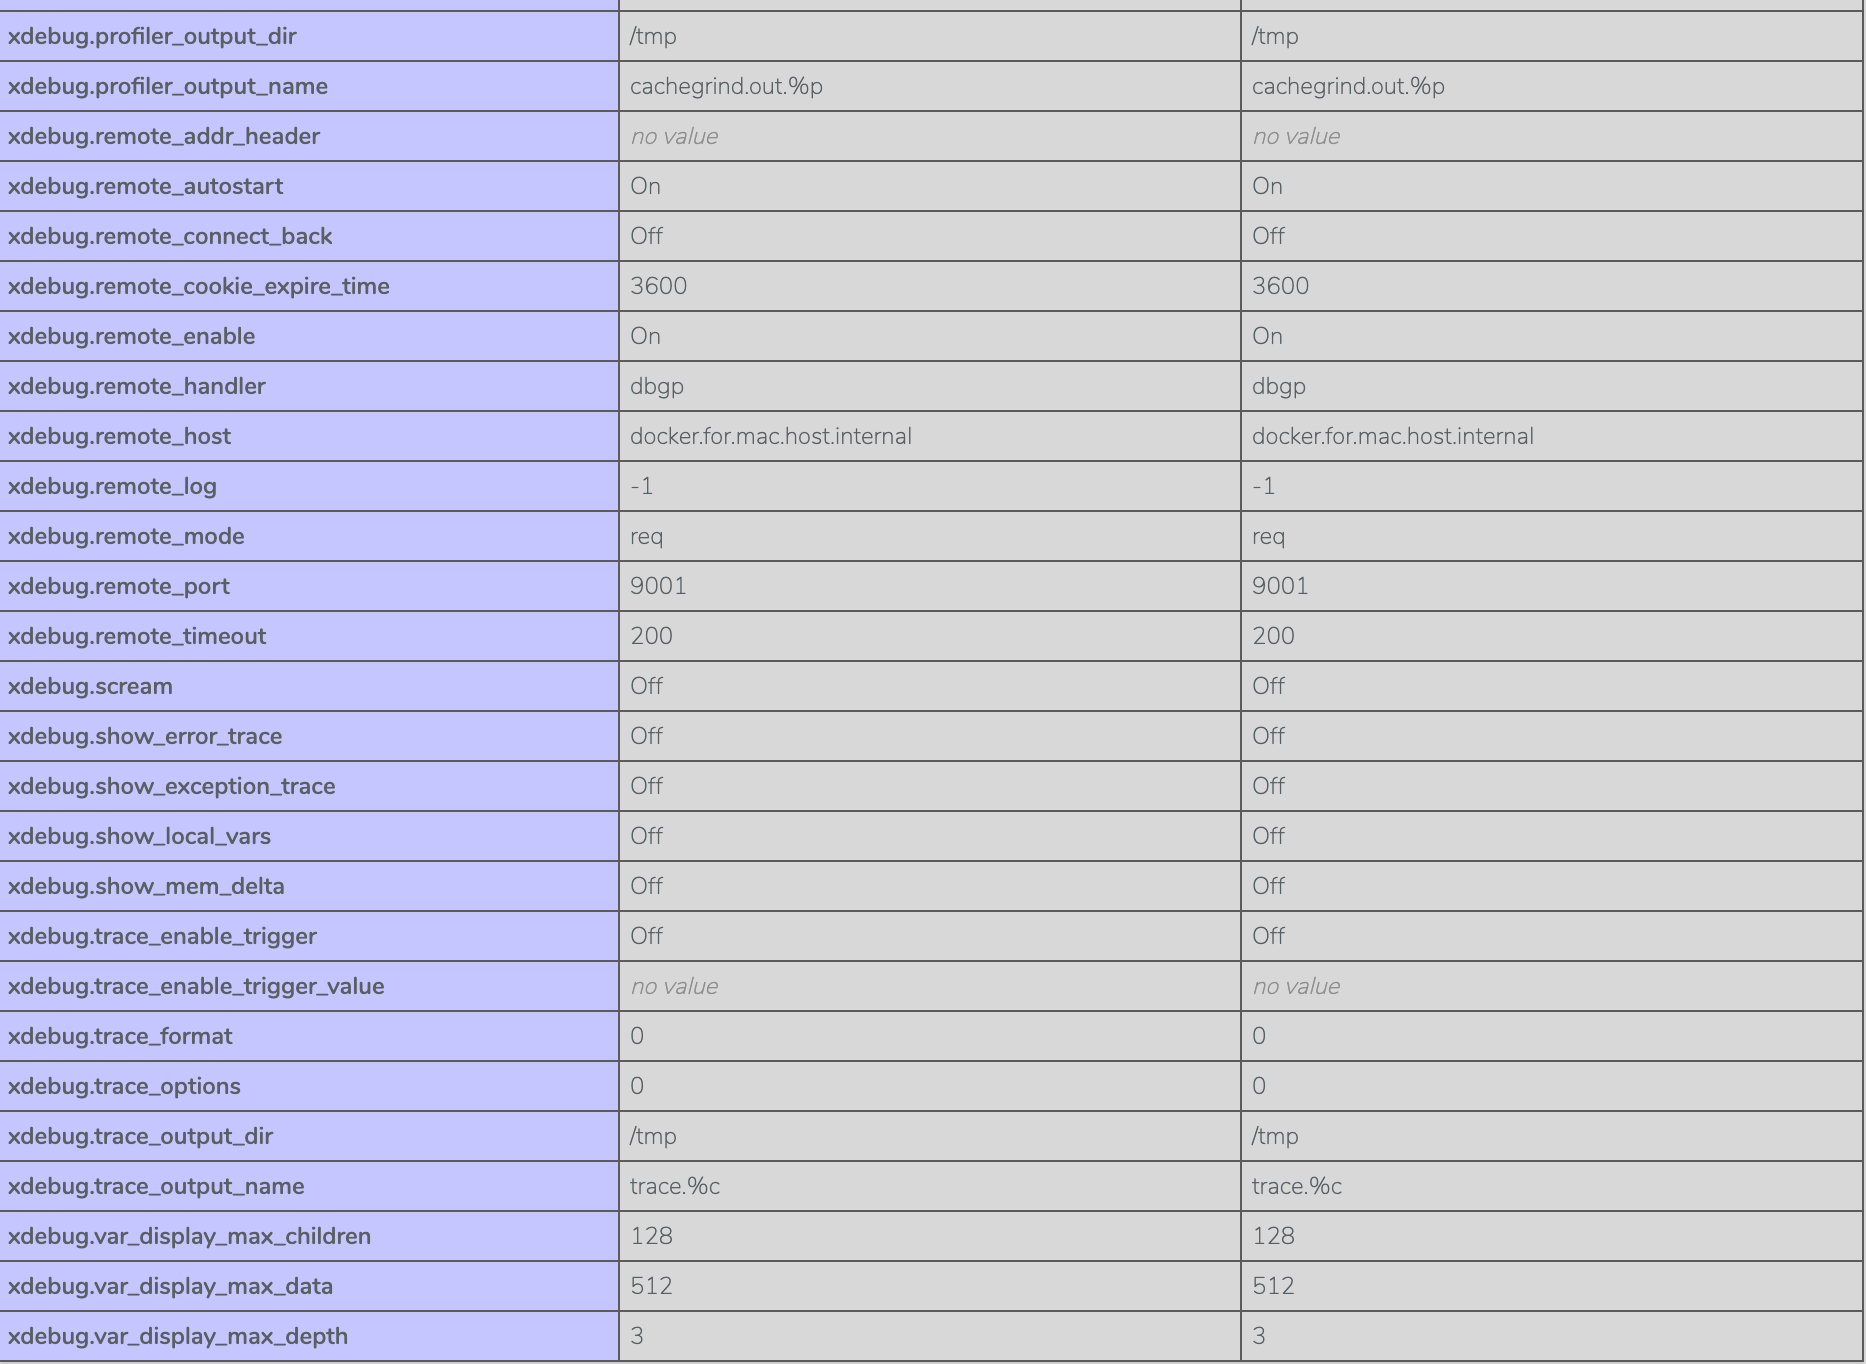 xdebug.profiler_output_dir /tmp /tmp
xdebug.profiler_output_name cachegrind.out.%p cachegrind.out.%p
xdebug.remote_addr_header no value no value
xdebug.remote_autostart On On
xdebug.remote_connect_back Off Off
xdebug.remote_cookie_expire_time 3600 3600
xdebug.remote_enable On On
xdebug.remote_handler dbgp dbgp
xdebug.remote_host docker.for.mac.host.internal docker.for.mac.host.internal
xdebug.remote_log -1 -1
xdebug.remote_mode req req
xdebug.remote_port 9001 9001
xdebug.remote_timeout 200 200
xdebug.scream Off Off
xdebug.show_error_trace Off Off
xdebug.show_exception_trace Off Off
xdebug.show_local_vars Off Off
xdebug.show_mem_delta Off Off
xdebug.trace_enable_trigger Off Off
xdebug.trace_enable_trigger_value no value no value
xdebug.trace_format 0 0
xdebug.trace_options 0 0
xdebug.trace_output_dir /tmp /tmp
xdebug.trace_output_name trace.%c trace.%c
xdebug.var_display_max_children 128 128
xdebug.var_display_max_data 512 512
xdebug.var_display_max_depth 3 3